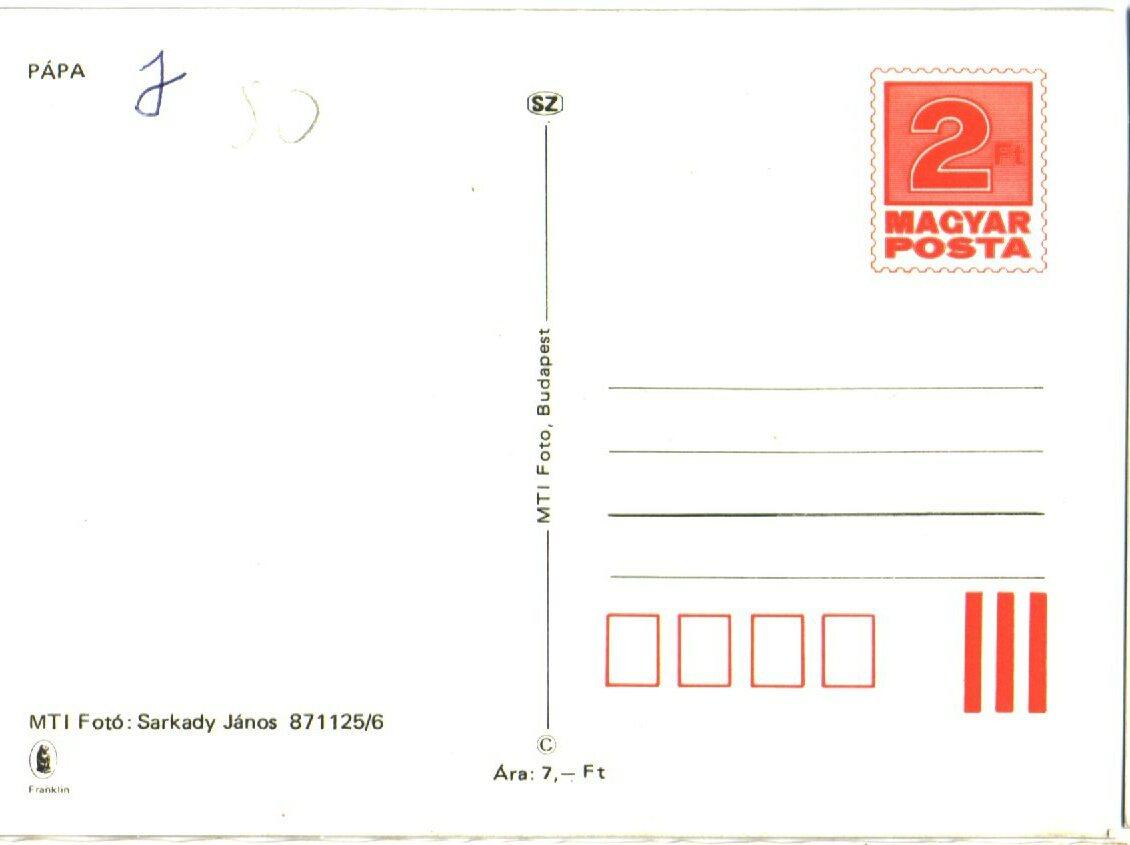 PÁPA
J
50
SZ
2 Ft
MAGYAR
POSTA
MTI Foto, Budapest
MTI Fotó: Sarkady János 871125/6
Franklin
©
Ára: 7,— Ft